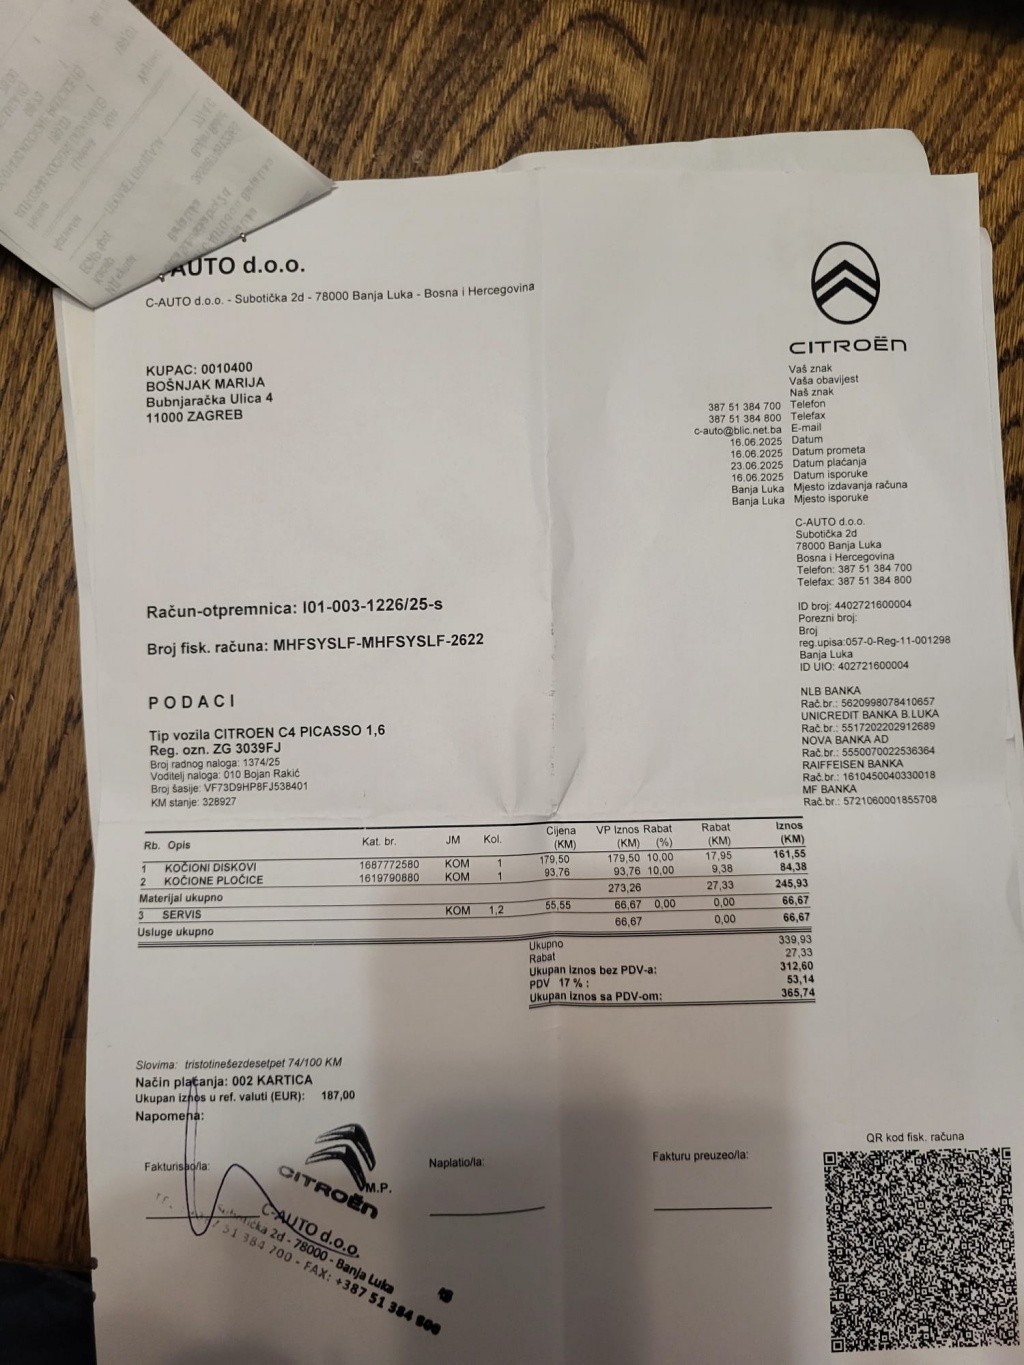 AUTO d.o.o.
C-AUTO d.o.o. - Subotička 2d - 78000 Banja Luka - Bosna i Hercegovina
CITROËN
KUPAC: 0010400
BOŠNJAK MARIJA
Bubnjaračka Ulica 4
11000 ZAGREB
Vaš znak
Vaša obavijest
Naš znak
387 51 384 700 Telefon
387 51 384 800 Telefax
c-auto@blic.net.ba E-mail
16.06.2025 Datum
16.06.2025 Datum prometa
23.06.2025 Datum plaćanja
16.06.2025 Datum isporuke
Banja Luka Mjesto izdavanja računa
Banja Luka Mjesto isporuke
C-AUTO d.o.o.
Subotička 2d
78000 Banja Luka
Bosna i Hercegovina
Telefon: 387 51 384 700
Telefax: 387 51 384 800
ID broj: 4402721600004
Porezni broj:
Broj
reg.upisa:057-0-Reg-11-001298
Banja Luka
ID UIO: 402721600004
NLB BANKA
Rač.br.: 5620998078410657
UNICREDIT BANKA B.LUKA
Rač.br.: 5517202202912689
NOVA BANKA AD
Rač.br.: 5550070022536364
RAIFFEISEN BANKA
Rač.br.: 1610450040330018
MF BANKA
Rač.br.: 5721060001855708
Račun-otpremnica: I01-003-1226/25-s
Broj fisk. računa: MHFSYSLF-MHFSYSLF-2622
PODACI
Tip vozila CITROEN C4 PICASSO 1,6
Reg. ozn. ZG 3039FJ
Broj radnog naloga: 1374/25
Voditelj naloga: 010 Bojan Rakić
Broj šasije: VF73D9HP8FJ538401
KM stanje: 328927
Rb. Opis Kat. br. JM Kol. Cijena (KM) VP Iznos (KM) Rabat (%) Rabat (KM) Iznos (KM)
1 KOČIONI DISKOVI 1687772580 KOM 1 179,50 179,50 10,00 17,95 161,55
2 KOČIONE PLOČICE 1619790880 KOM 1 93,76 93,76 10,00 9,38 84,38
Materijal ukupno 273,26 27,33 245,93
3 SERVIS KOM 1,2 55,55 66,67 0,00 0,00 66,67
Usluge ukupno 66,67 0,00 66,67
Ukupno 339,93
Rabat 27,33
Ukupan iznos bez PDV-a: 312,60
PDV 17 % : 53,14
Ukupan iznos sa PDV-om: 365,74
Slovima: tristotinešezdesetpet 74/100 KM
Način plaćanja: 002 KARTICA
Ukupan iznos u ref. valuti (EUR): 187,00
Napomena:
Fakturisao/la:
M.P.
Naplatio/la:
Fakturu preuzeo/la:
QR kod fisk. računa
CITROËN
C-AUTO d.o.o.
Subotička 2d - 78000 - Banja Luka
51 384 700 - FAX: +387 51 384 800